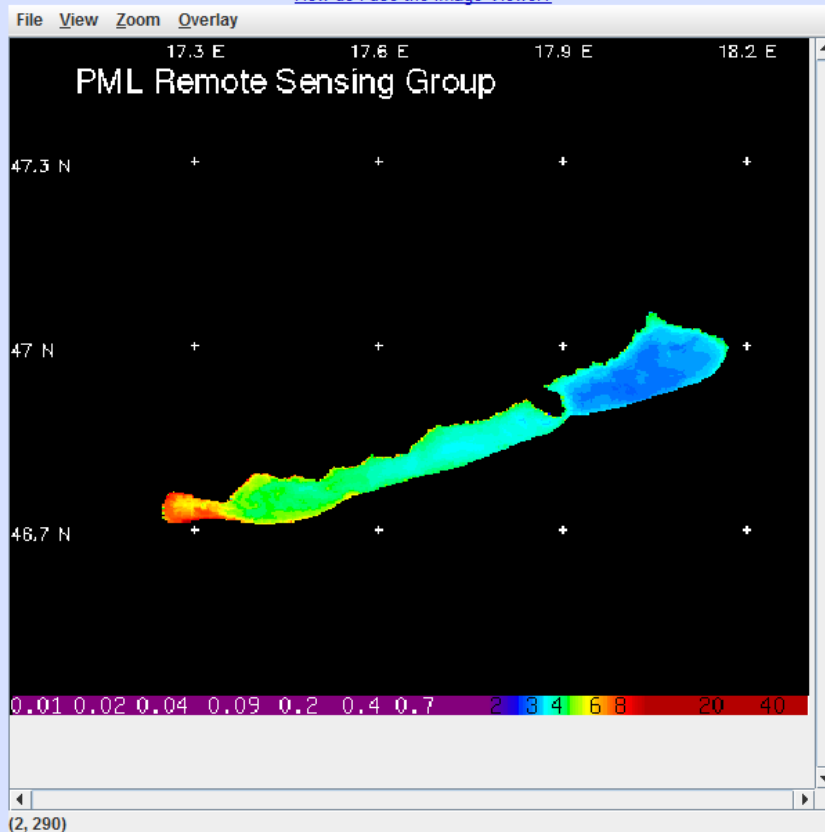 File View Zoom Overlay
17.3 E 17.6 E 17.9 E 18.2 E
PML Remote Sensing Group
47.3 N
47 N
46.7 N
0.01 0.02 0.04 0.09 0.2 0.4 0.7 2 3 4 6 8 20 40
(2, 290)